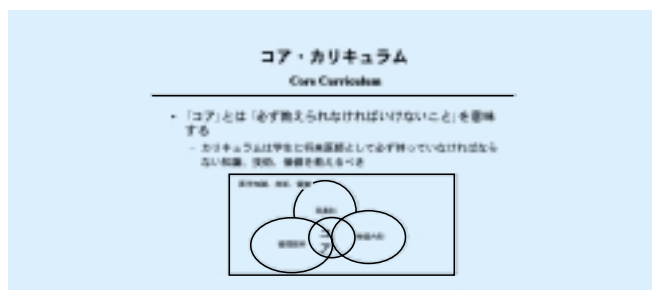 コア・カリキュラム
Core Curriculum
・「コア」とは「必ず教えられなければいけないこと」を意味
する
－ カリキュラムは学生に将来医師として必ず持っていなければなら
ない知識、技術、価値を教えるべき
コア